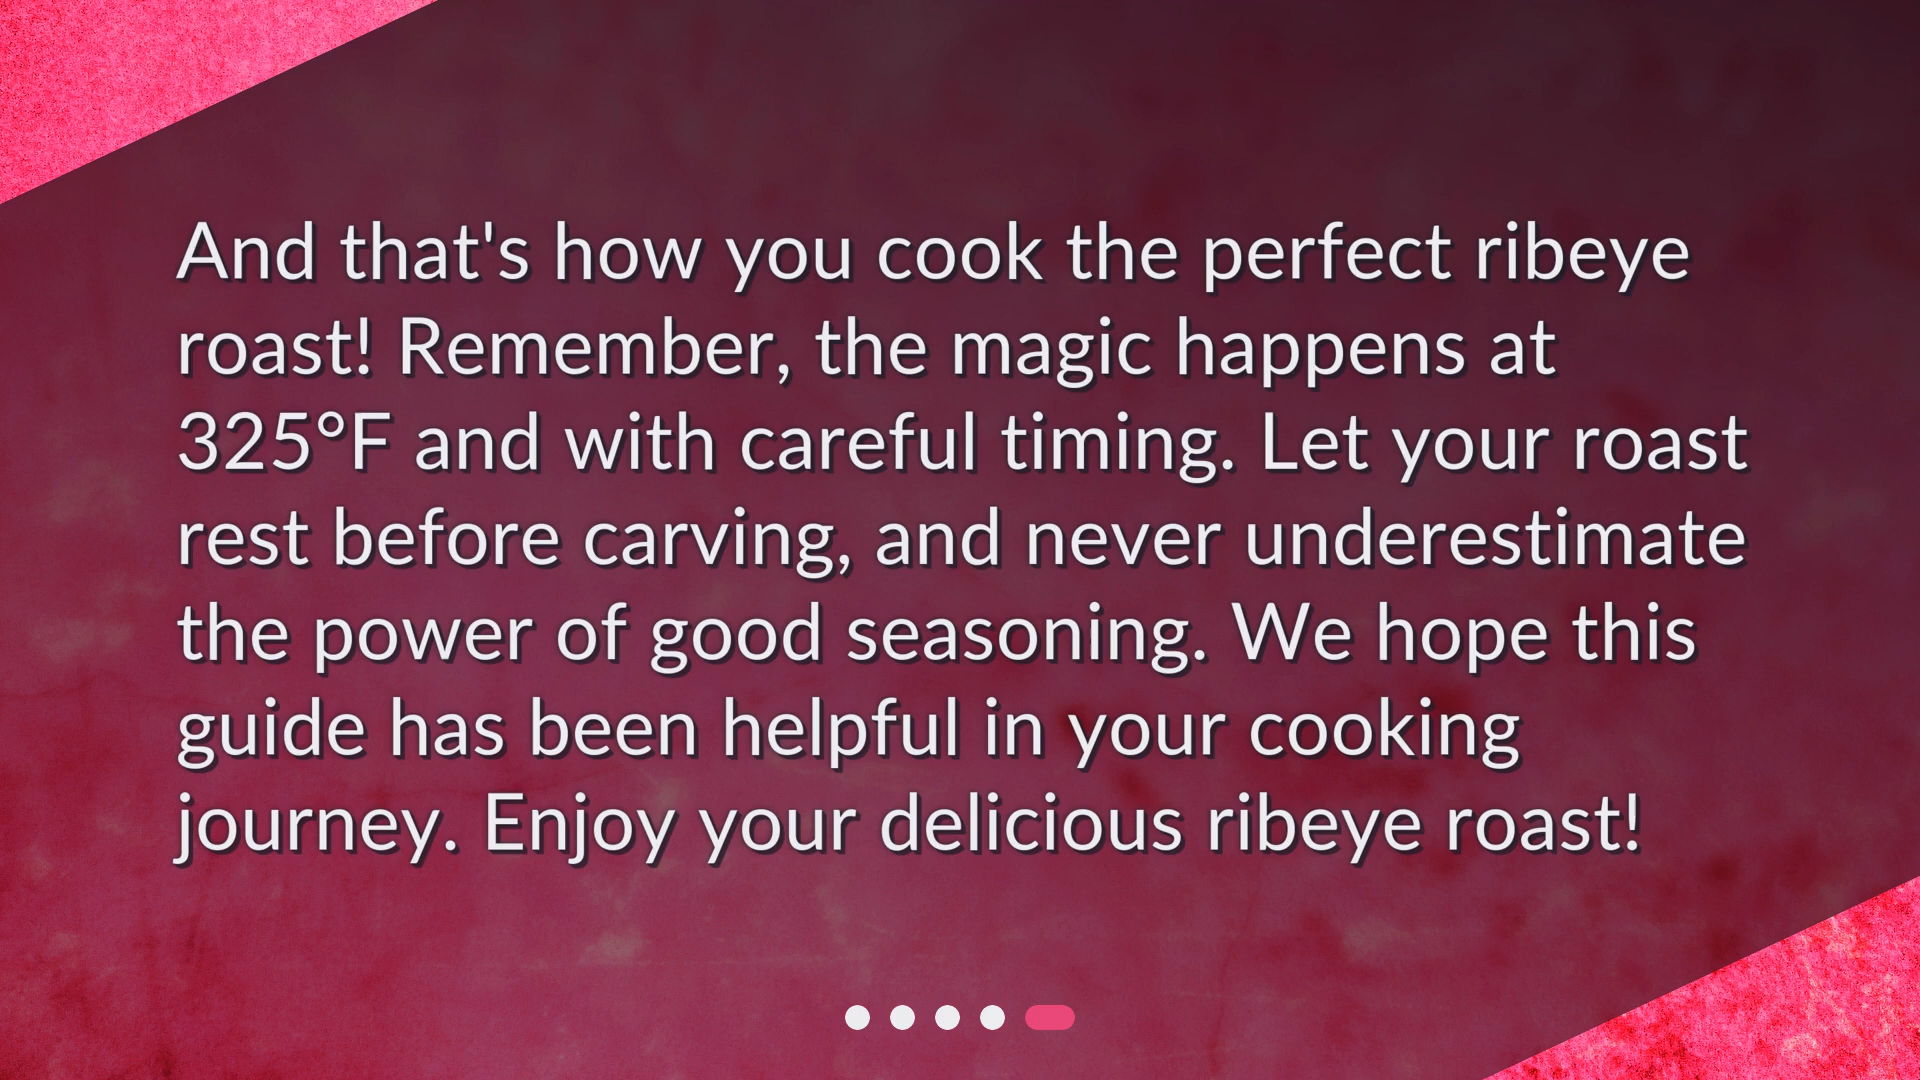 And that's how you cook the perfect ribeye
roast! Remember, the magic happens at
325°F and with careful timing. Let your roast
rest before carving, and never underestimate
the power of good seasoning. We hope this
guide has been helpful in your cooking
journey. Enjoy your delicious ribeye roast!